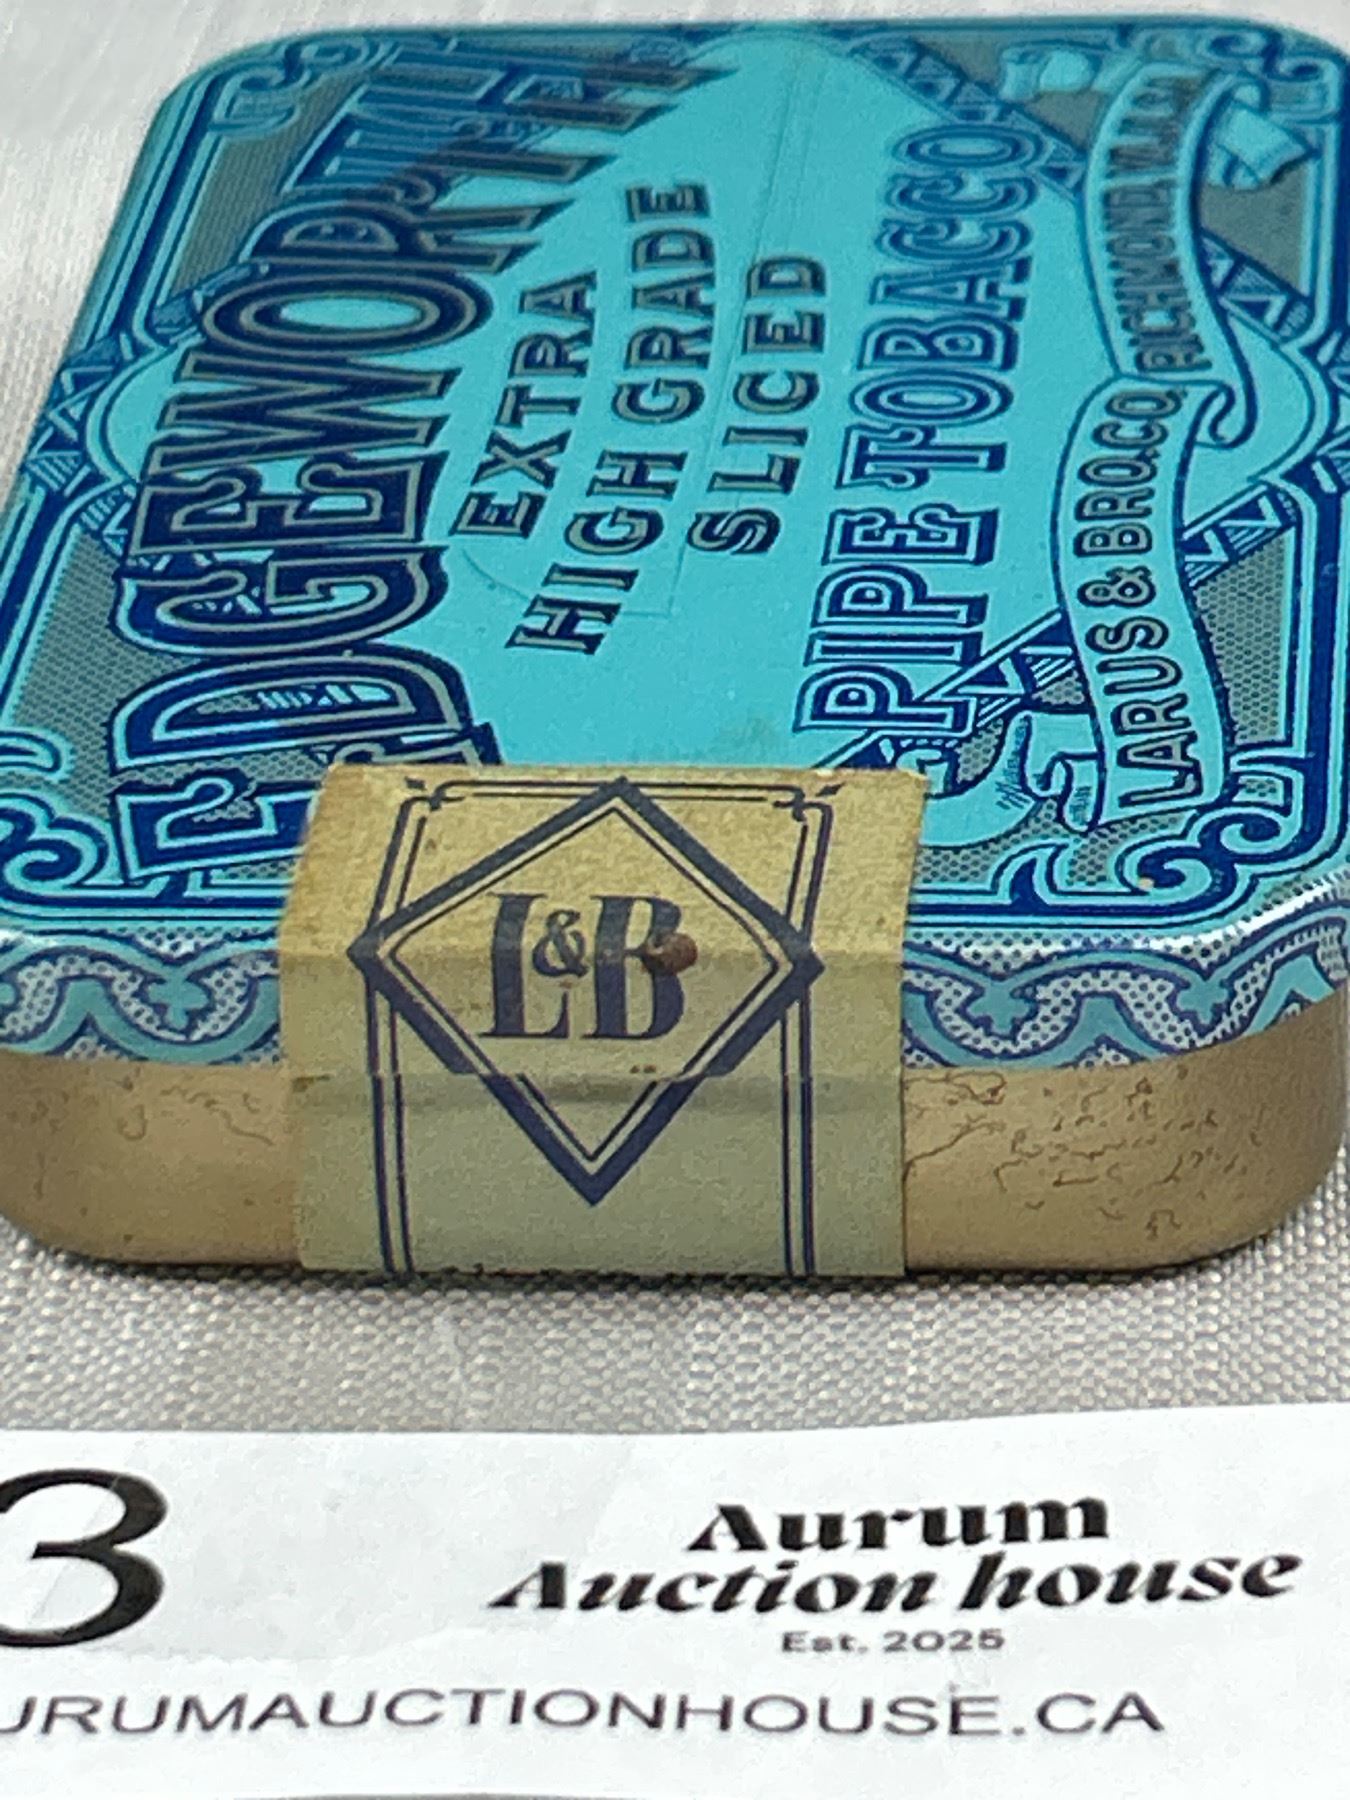 EDGEWORTH
EXTRA
HIGH GRADE
SLICED
PIPE TOBACCO
LARUS & BRO. CO. RICHMOND, VA.
L&B
3
Aurum
Auction house
Est. 2025
URUMAUCTIONHOUSE.CA